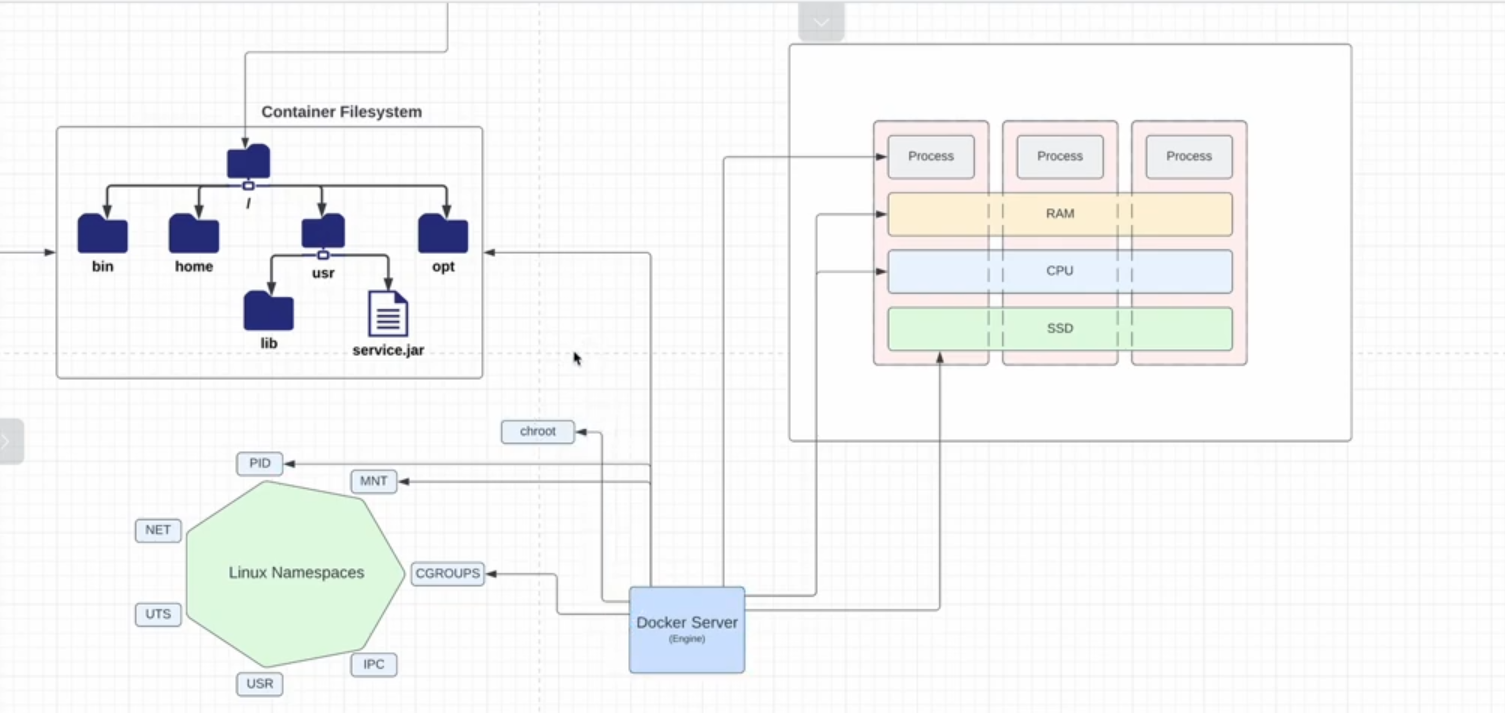 Container Filesystem
/
bin
home
usr
opt
lib
service.jar
Process
Process
Process
RAM
CPU
SSD
chroot
PID
MNT
NET
Linux Namespaces
CGROUPS
UTS
IPC
USR
Docker Server
(Engine)